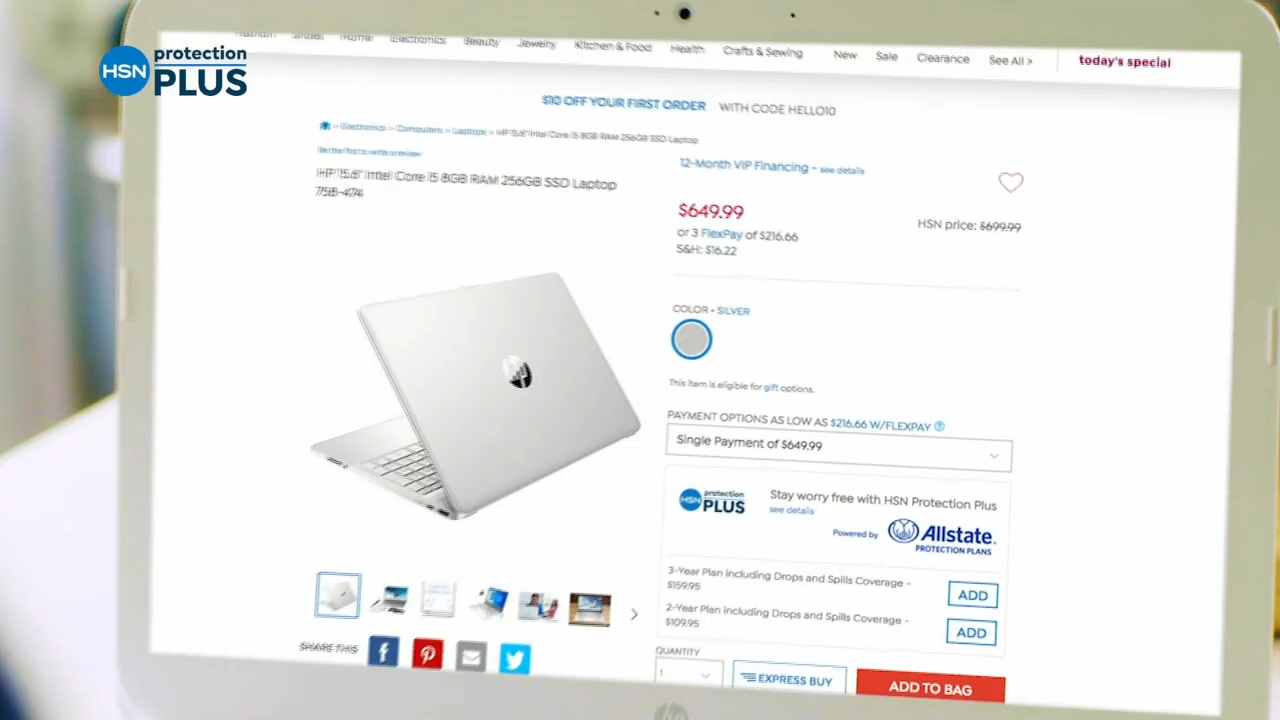 HSN protection PLUS
Fashion Shoes Home Electronics Beauty Jewelry Kitchen & Food Health Crafts & Sewing New Sale Clearance See All > today's special
$10 OFF YOUR FIRST ORDER WITH CODE HELLO10
> Electronics > Computers > Laptops > HP 15.6" Intel Core i5 8GB RAM 256GB SSD Laptop
Be the first to write a review
HP 15.6" Intel Core i5 8GB RAM 256GB SSD Laptop
12-Month VIP Financing - see details
$649.99
HSN price: $699.99
or 3 FlexPay of $216.66
S&H: $16.22
COLOR • SILVER
This item is eligible for gift options.
PAYMENT OPTIONS AS LOW AS $216.66 W/FLEXPAY ?
Single Payment of $649.99
HSN protection PLUS
Stay worry free with HSN Protection Plus
see details
Powered by Allstate.
PROTECTION PLANS
3-Year Plan including Drops and Spills Coverage -
$159.95
ADD
2-Year Plan including Drops and Spills Coverage -
$109.95
ADD
SHARE THIS
QUANTITY
1
EXPRESS BUY
ADD TO BAG
hp